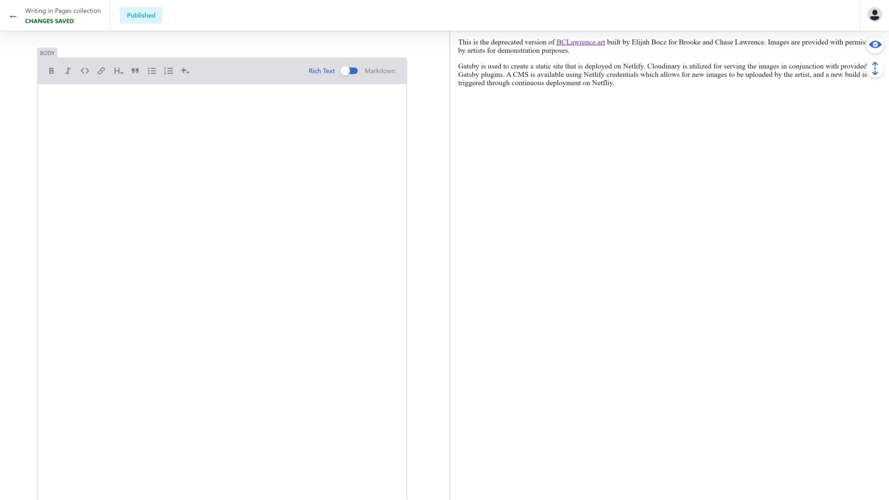 Writing in Pages collection
CHANGES SAVED
Published
BODY
Rich Text
Markdown
This is the deprecated version of BCLawrence.art built by Elijah Bocz for Brooke and Chase Lawrence. Images are provided with
by artists for demonstration purposes.
Gatsby is used to create a static site that is deployed on Netlify. Cloudinary is utilized for serving the images in conjunction with provided
Gatsby plugins. A CMS is available using Netlify credentials which allows for new images to be uploaded by the artist, and a new build is
triggered through continuous deployment on Netfliy.